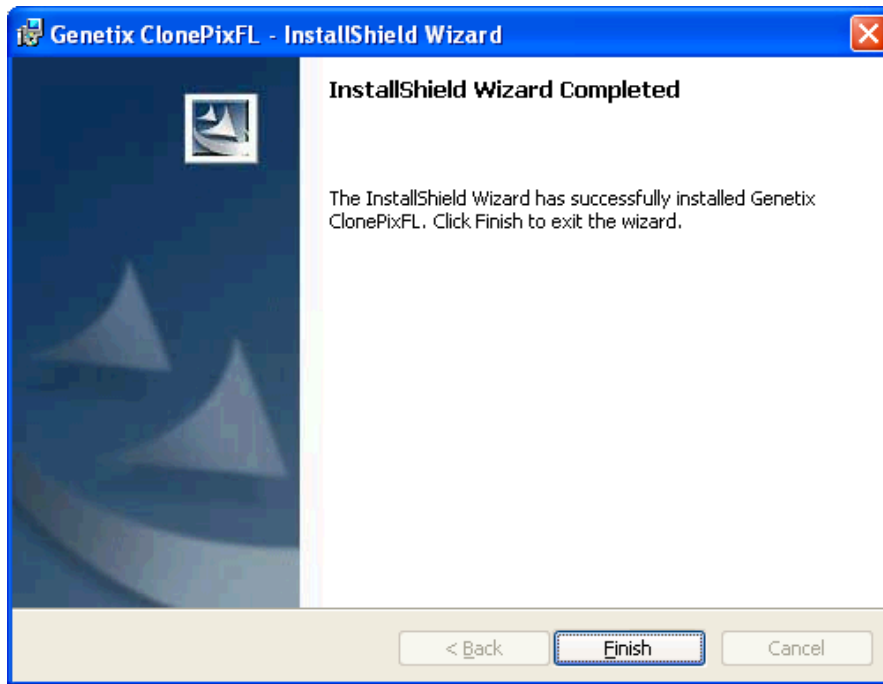 Genetix ClonePixFL - InstallShield Wizard
InstallShield Wizard Completed
The InstallShield Wizard has successfully installed Genetix
ClonePixFL. Click Finish to exit the wizard.
< Back
Finish
Cancel